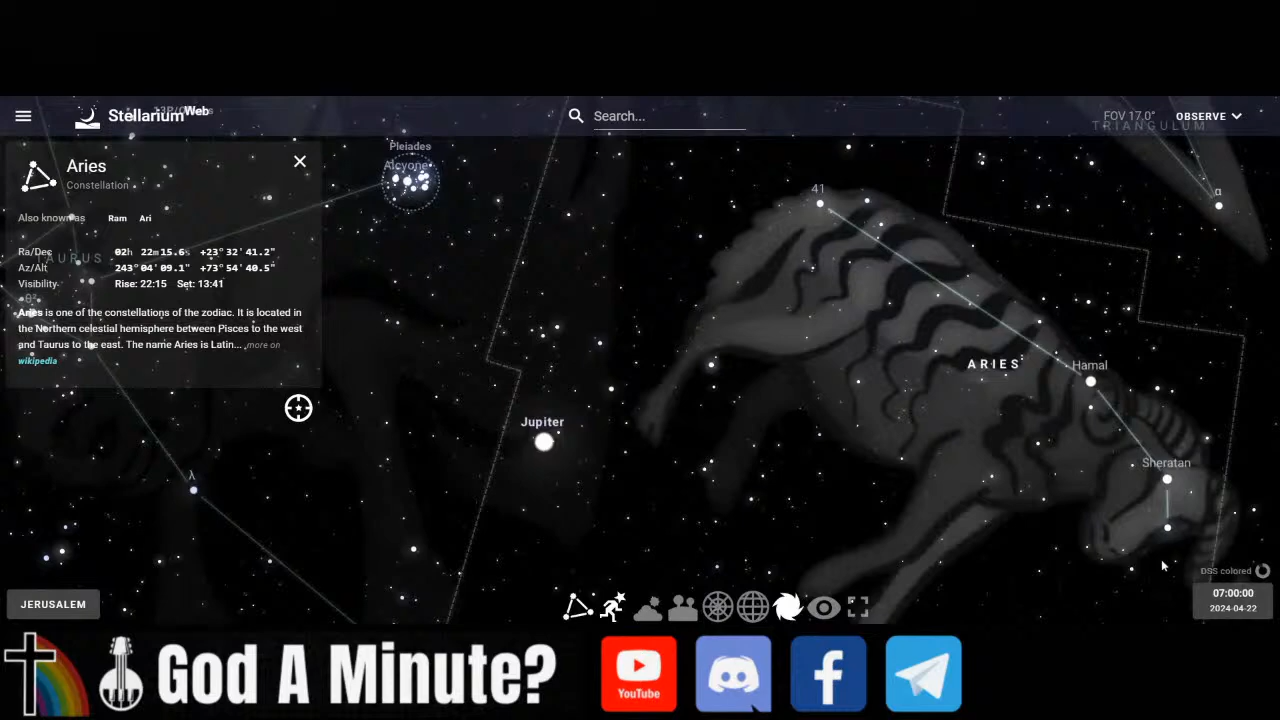 Stellarium Web
Search...
FOV 17.0°
OBSERVE
TRIANGULUM
Aries
Constellation
Also known as Ram Ari
Ra/Dec 02h 22m15.6s +23°32'41.2"
Az/Alt 243°04'09.1" +73°54'40.5"
Visibility Rise: 22:15 Set: 13:41
Aries is one of the constellations of the zodiac. It is located in
the Northern celestial hemisphere between Pisces to the west
and Taurus to the east. The name Aries is Latin... more on
wikipedia
TAURUS
Pleiades
Alcyone
41
α
ARIES
Hamal
Jupiter
Sheratan
λ
DSS colored
JERUSALEM
07:00:00
2024-04-22
God A Minute?
YouTube